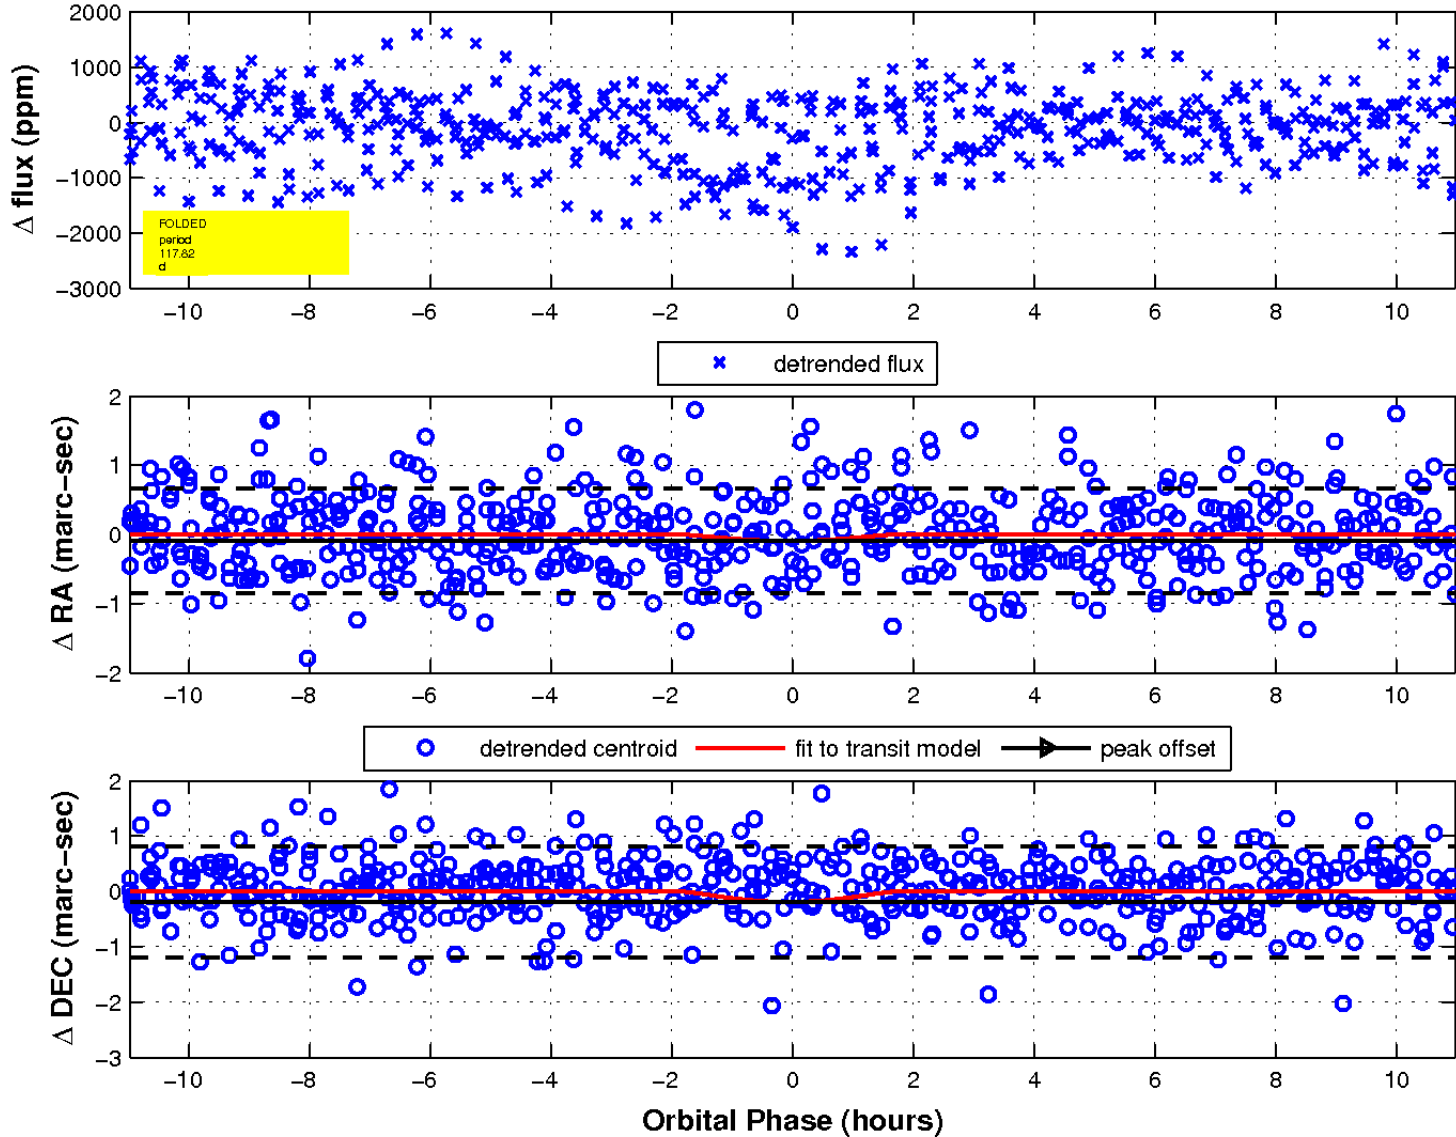 2000
1000
0
−1000
−2000
−3000
Δ flux (ppm)
FOLDED
period
117.82
d
−10 −8 −6 −4 −2 0 2 4 6 8 10
detrended flux
2
1
0
−1
−2
Δ RA (marc−sec)
−10 −8 −6 −4 −2 0 2 4 6 8 10
detrended centroid fit to transit model peak offset
2
1
0
−1
−2
−3
Δ DEC (marc−sec)
−10 −8 −6 −4 −2 0 2 4 6 8 10
Orbital Phase (hours)